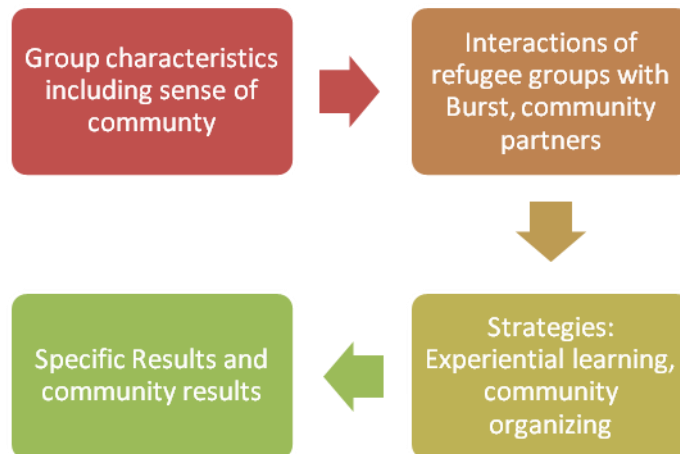 Group characteristics
including sense of
communty
Interactions of
refugee groups with
Burst, community
partners
Strategies:
Experiential learning,
community
organizing
Specific Results and
community results